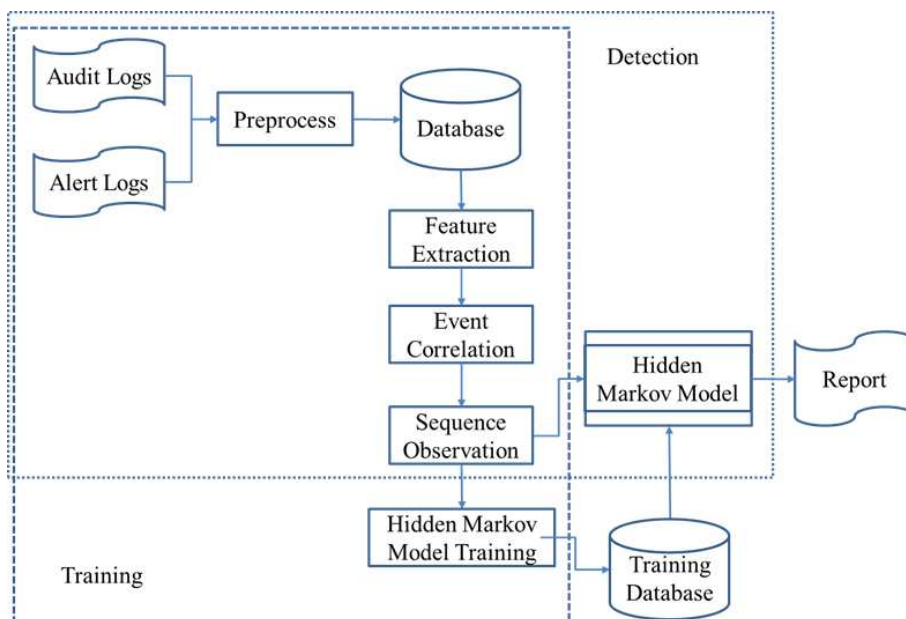 Audit Logs
Detection
Preprocess
Database
Alert Logs
Feature
Extraction
Event
Correlation
Hidden
Markov Model
Report
Sequence
Observation
Hidden Markov
Model Training
Training
Database
Training